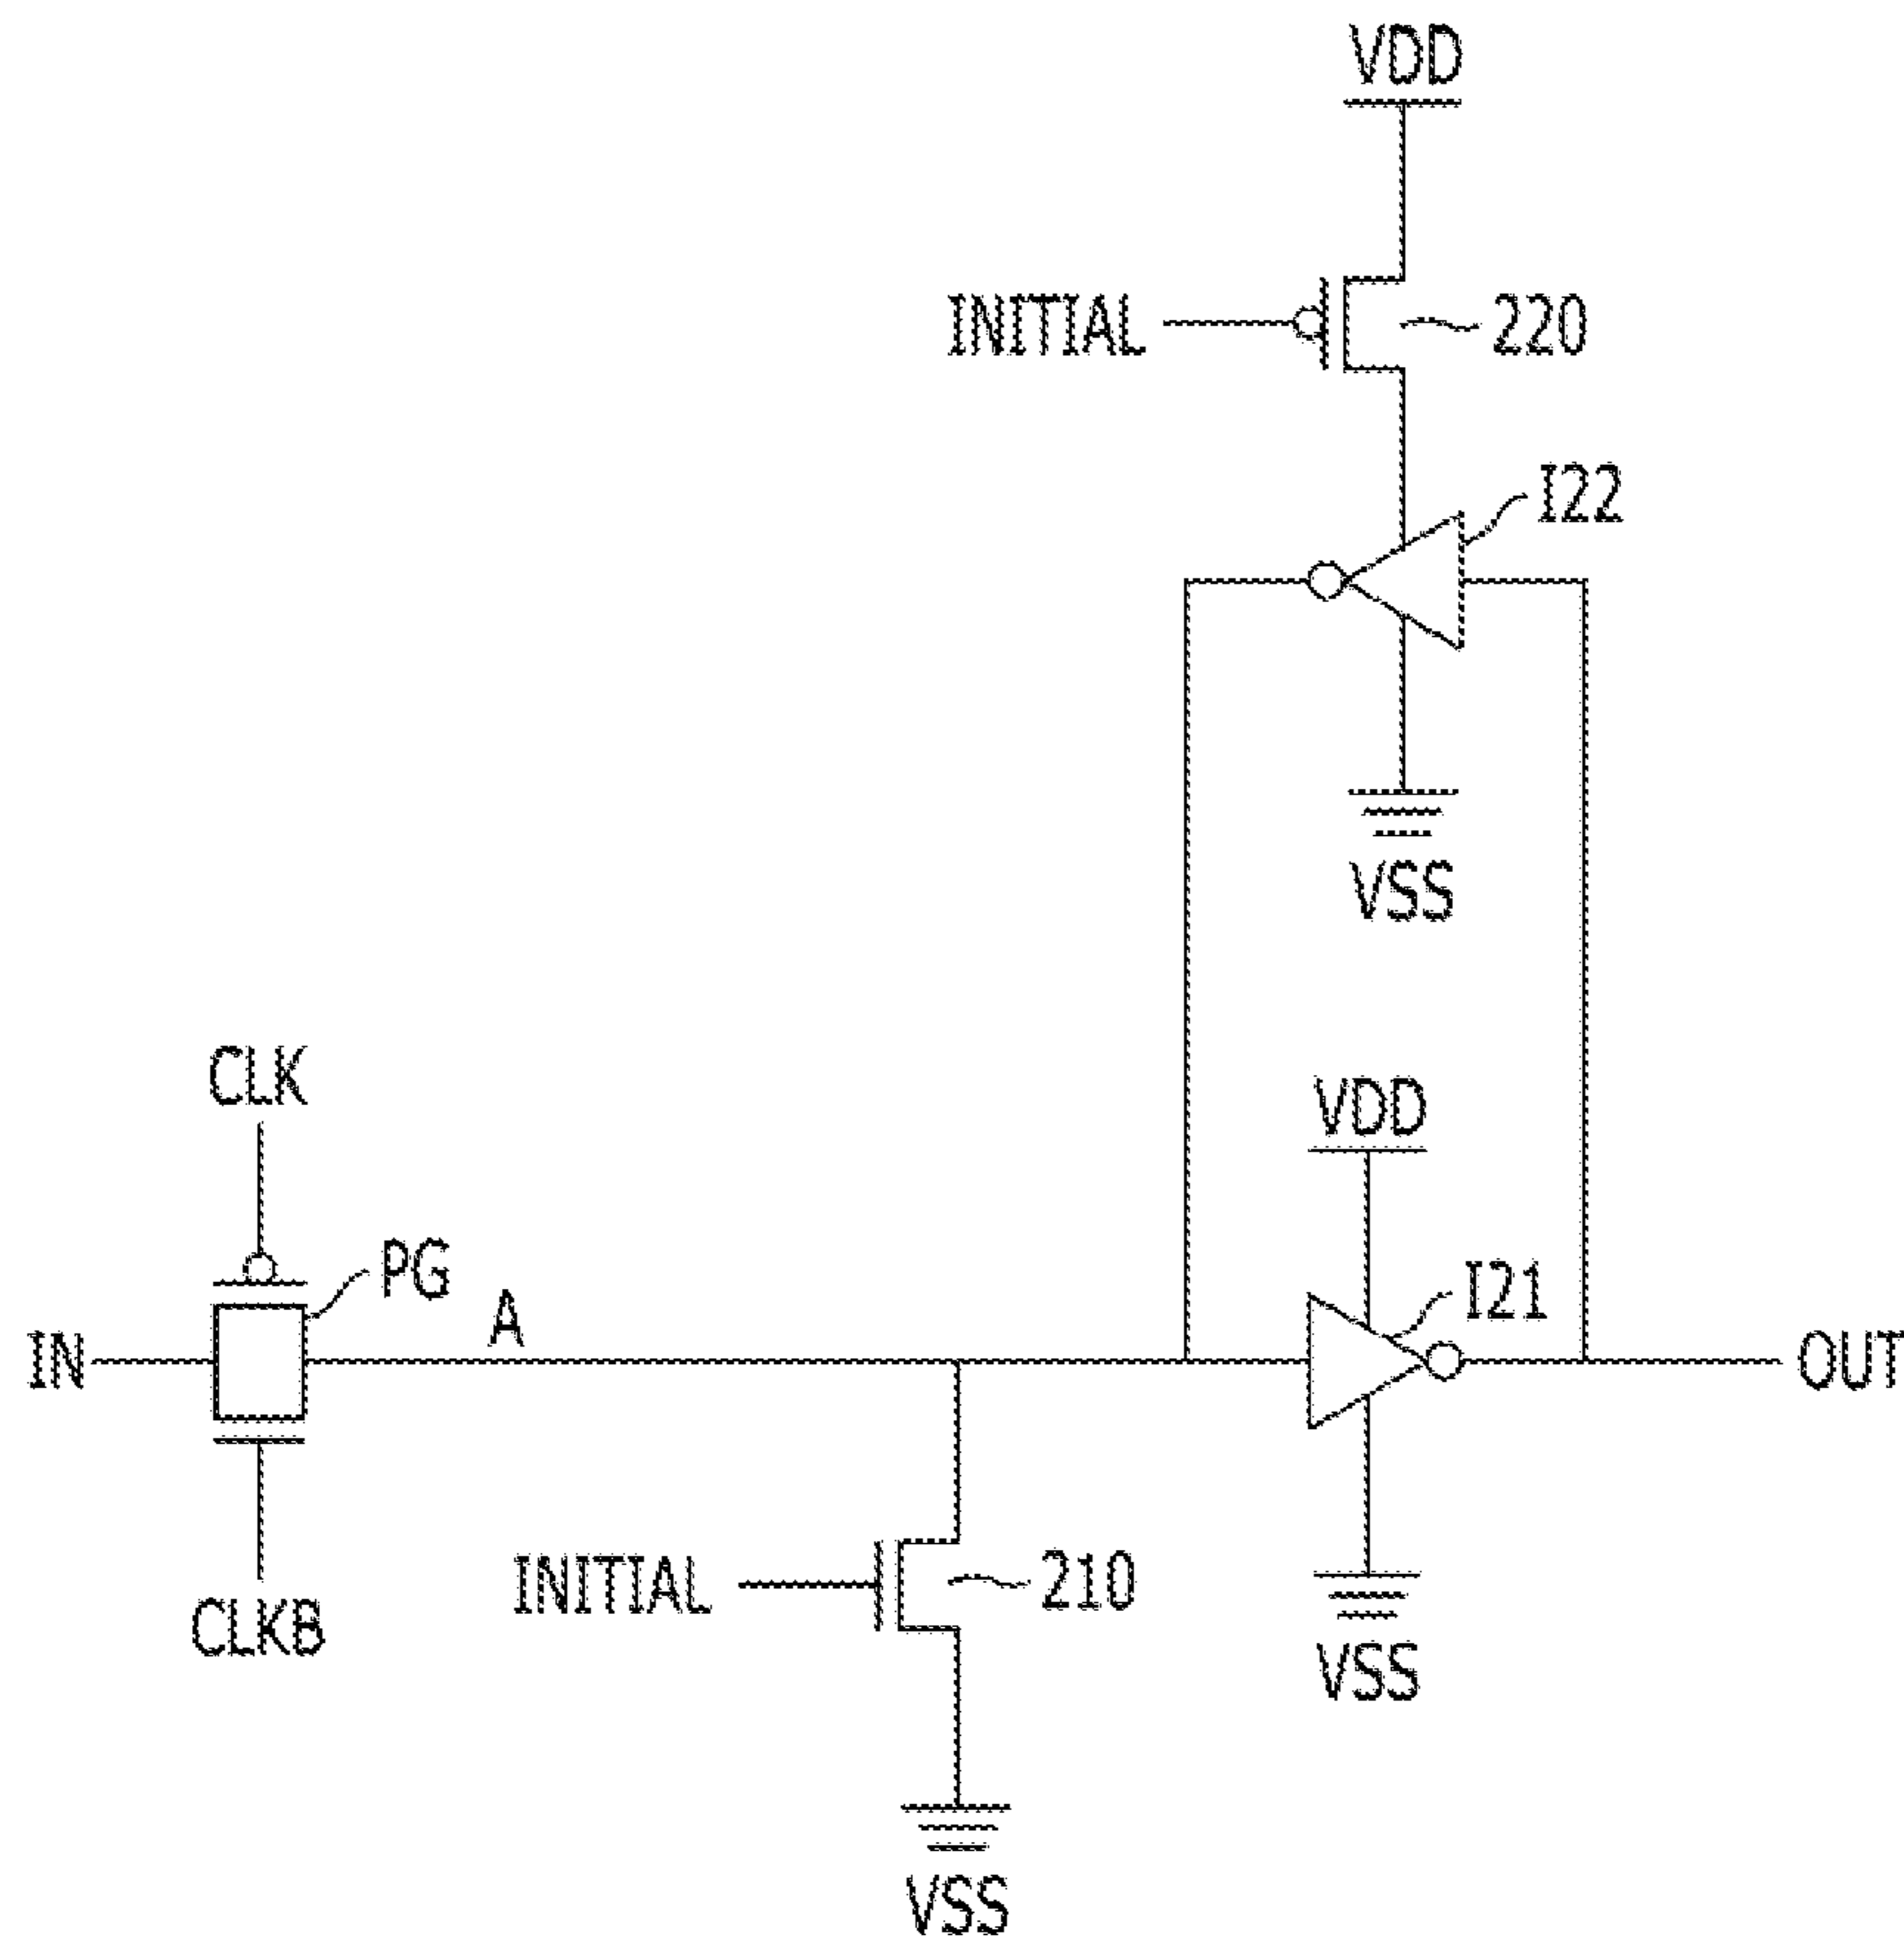 VDD
INITIAL
220
I22
VSS
CLK
VDD
PG
A
I21
IN
OUT
INITIAL
210
CLKB
VSS
VSS